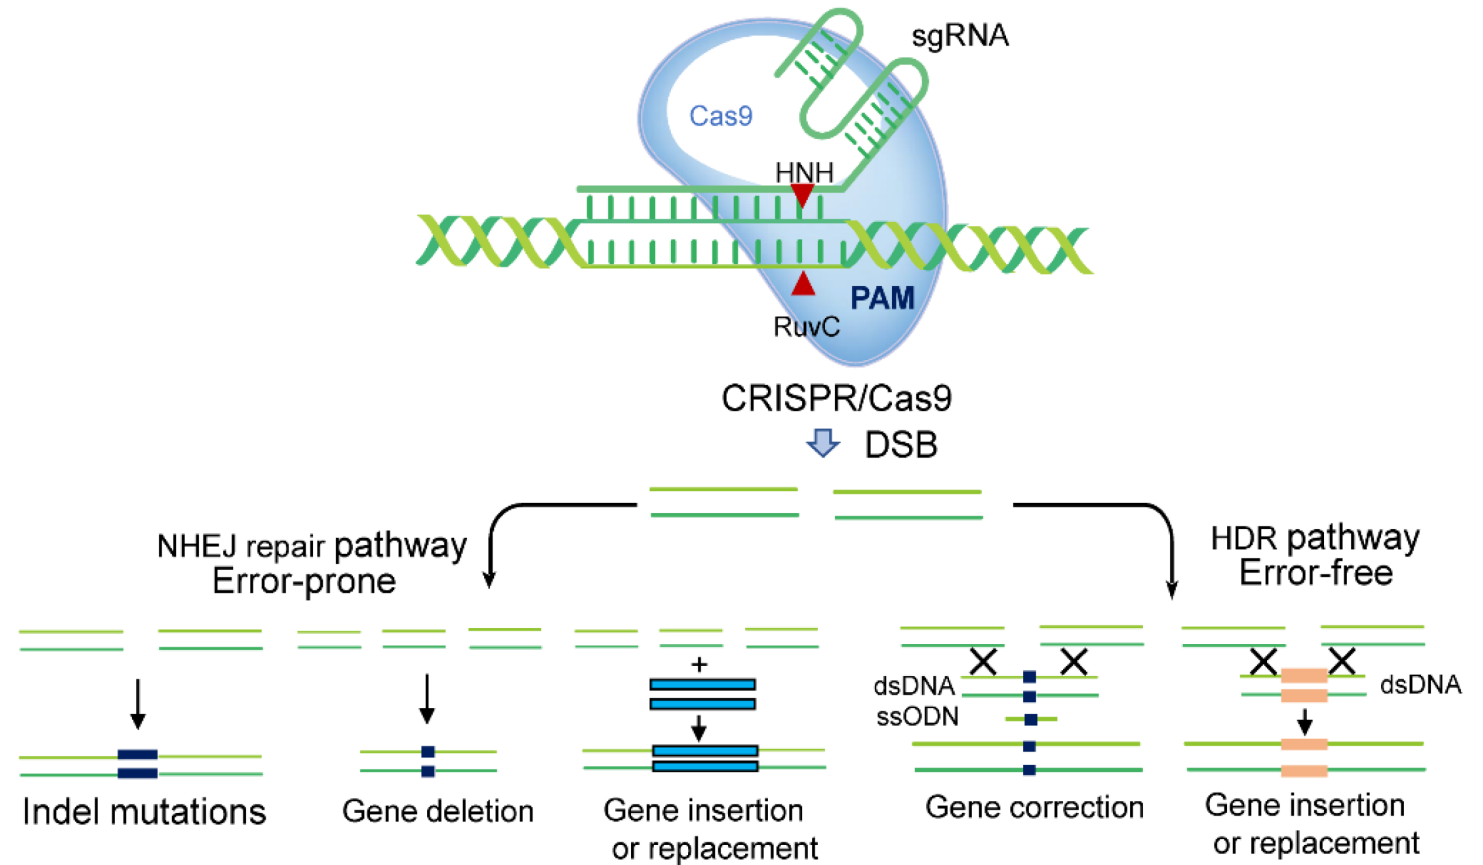 sgRNA
Cas9
HNH
PAM
RuvC
CRISPR/Cas9
DSB
NHEJ repair pathway
Error-prone
HDR pathway
Error-free
+
dsDNA
ssODN
dsDNA
Indel mutations
Gene deletion
Gene insertion
or replacement
Gene correction
Gene insertion
or replacement